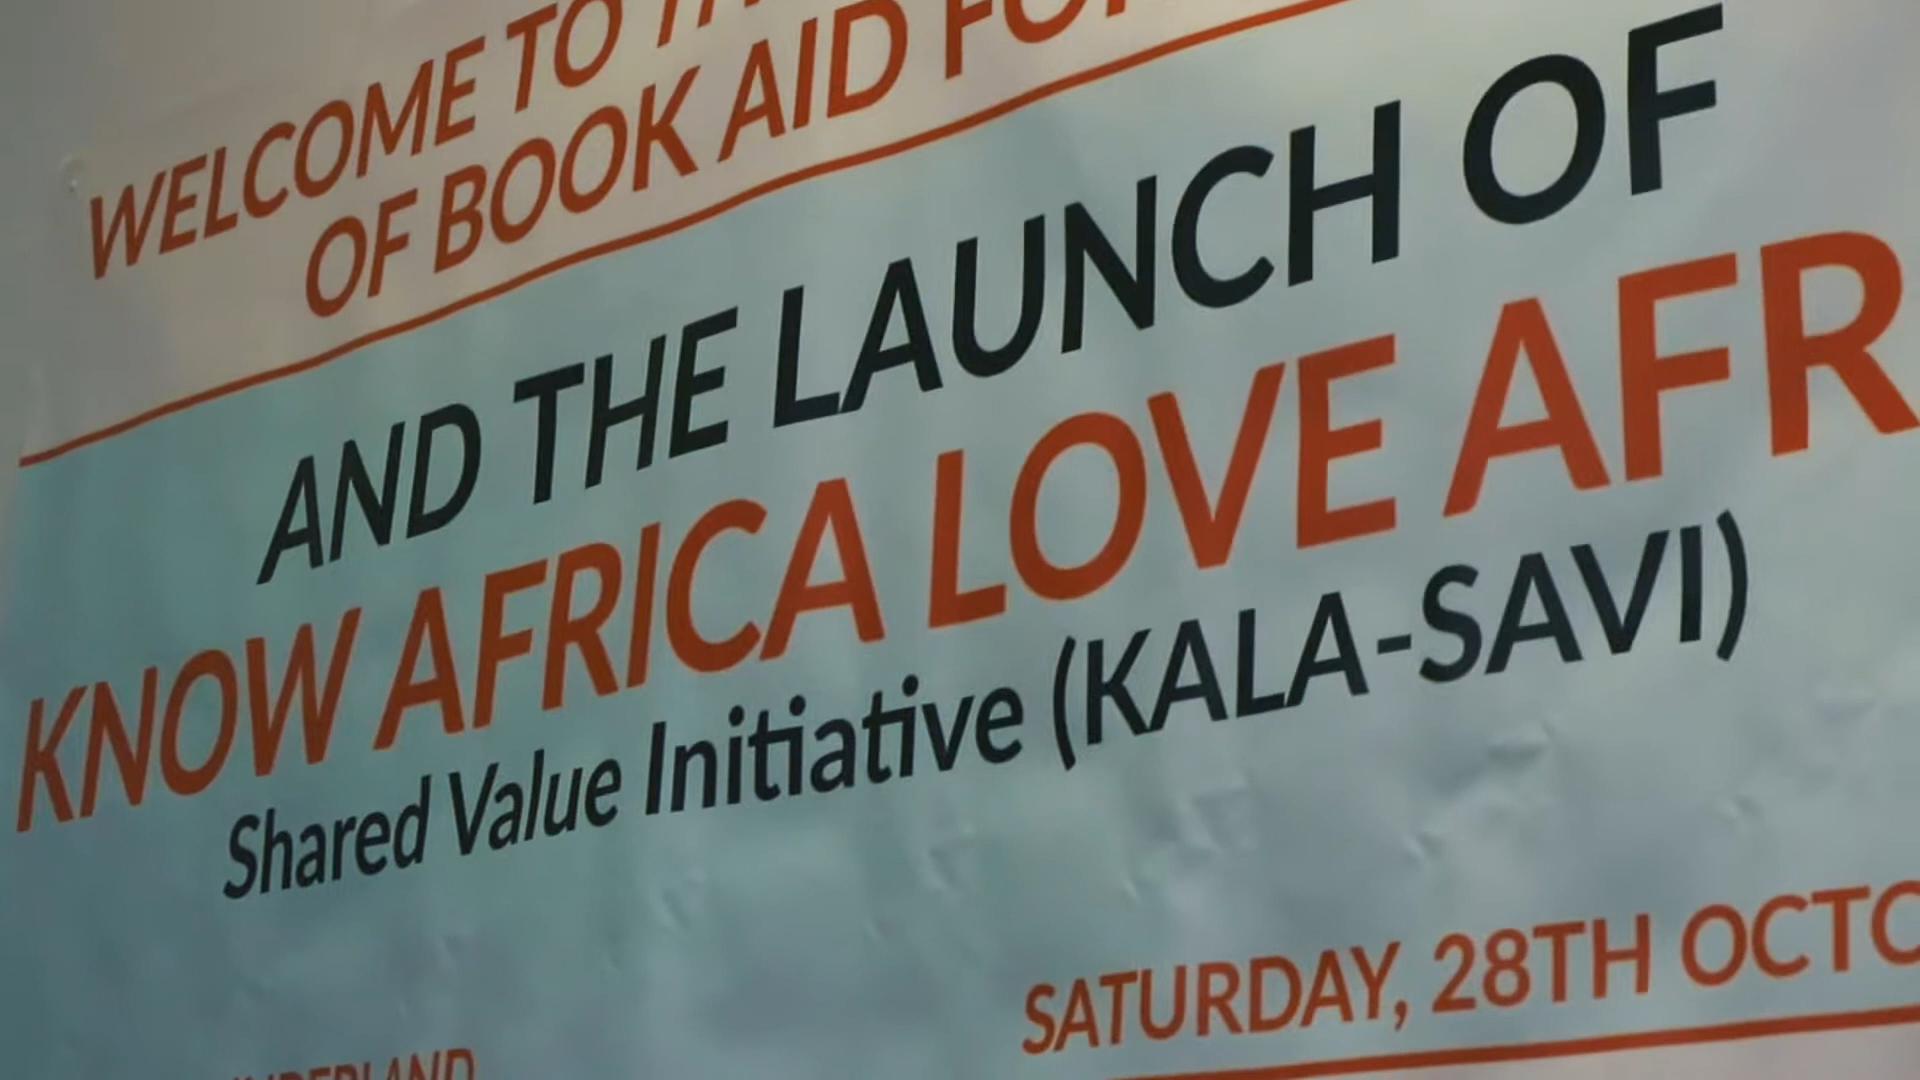 WELCOME TO
OF BOOK AID
AND THE LAUNCH OF
KNOW AFRICA LOVE AFR
Shared Value Initiative (KALA-SAVI)
SATURDAY, 28TH OCTO